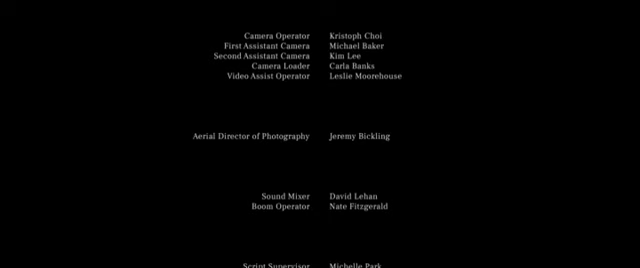 Camera Operator Kristoph Choi
First Assistant Camera Michael Baker
Second Assistant Camera Kim Lee
Camera Loader Carla Banks
Video Assist Operator Leslie Moorehouse
Aerial Director of Photography Jeremy Bickling
Sound Mixer David Lehan
Boom Operator Nate Fitzgerald
Script Supervisor Michelle Park